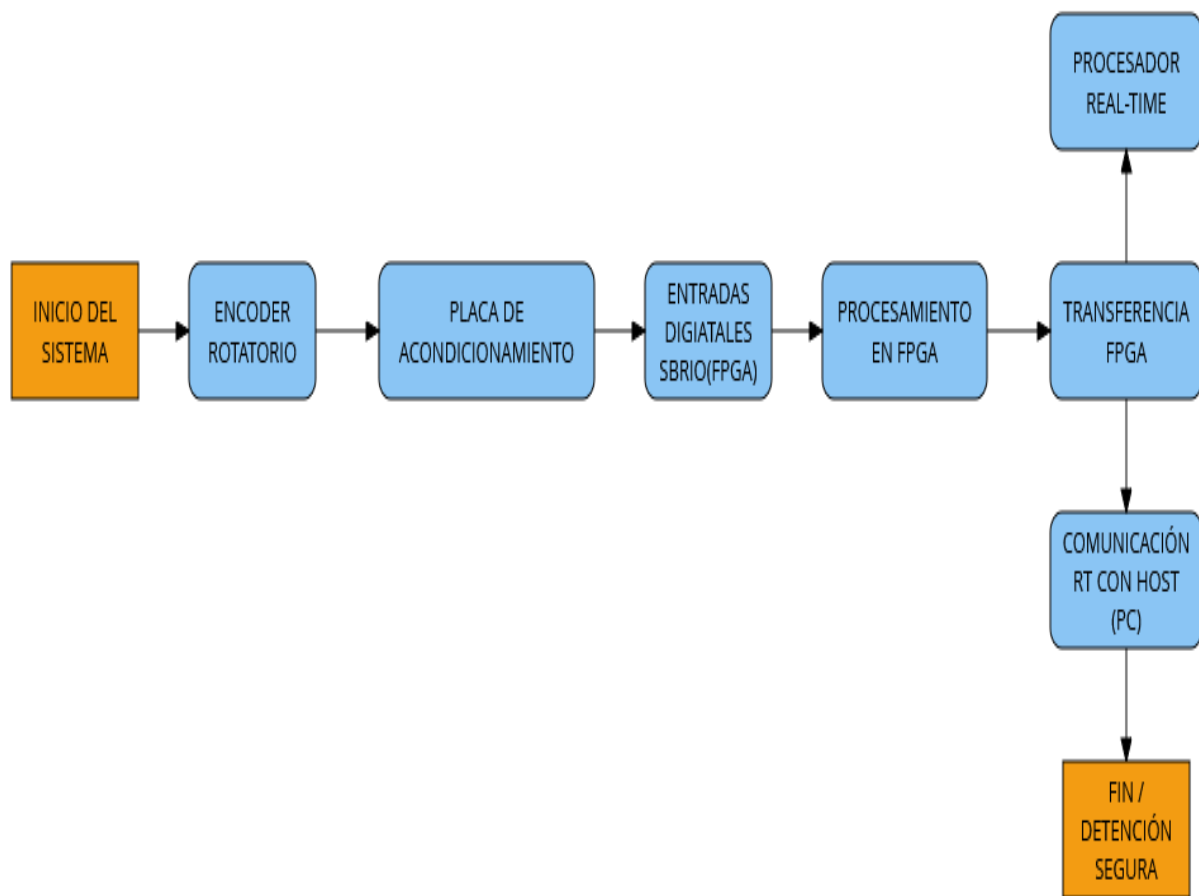 PROCESADOR
REAL-TIME
INICIO DEL
SISTEMA
ENCODER
ROTATORIO
PLACA DE
ACONDICIONAMIENTO
ENTRADAS
DIGIATALES
SBRIO(FPGA)
PROCESAMIENTO
EN FPGA
TRANSFERENCIA
FPGA
COMUNICACIÓN
RT CON HOST
(PC)
FIN /
DETENCIÓN
SEGURA